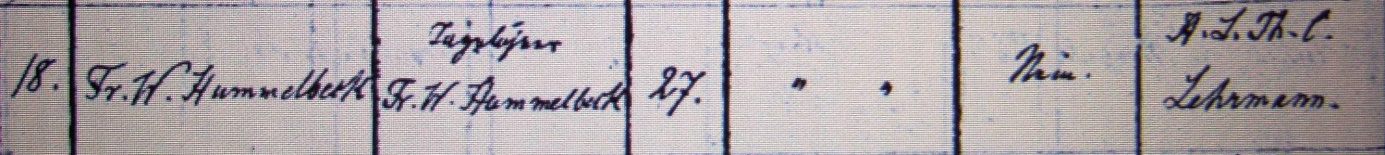 Tagelöhner
A. L. Th. C.
18. Fr. W. Hummelbeck Fr. W. Hummelbeck 27. " " Nein.
Lehrmann.